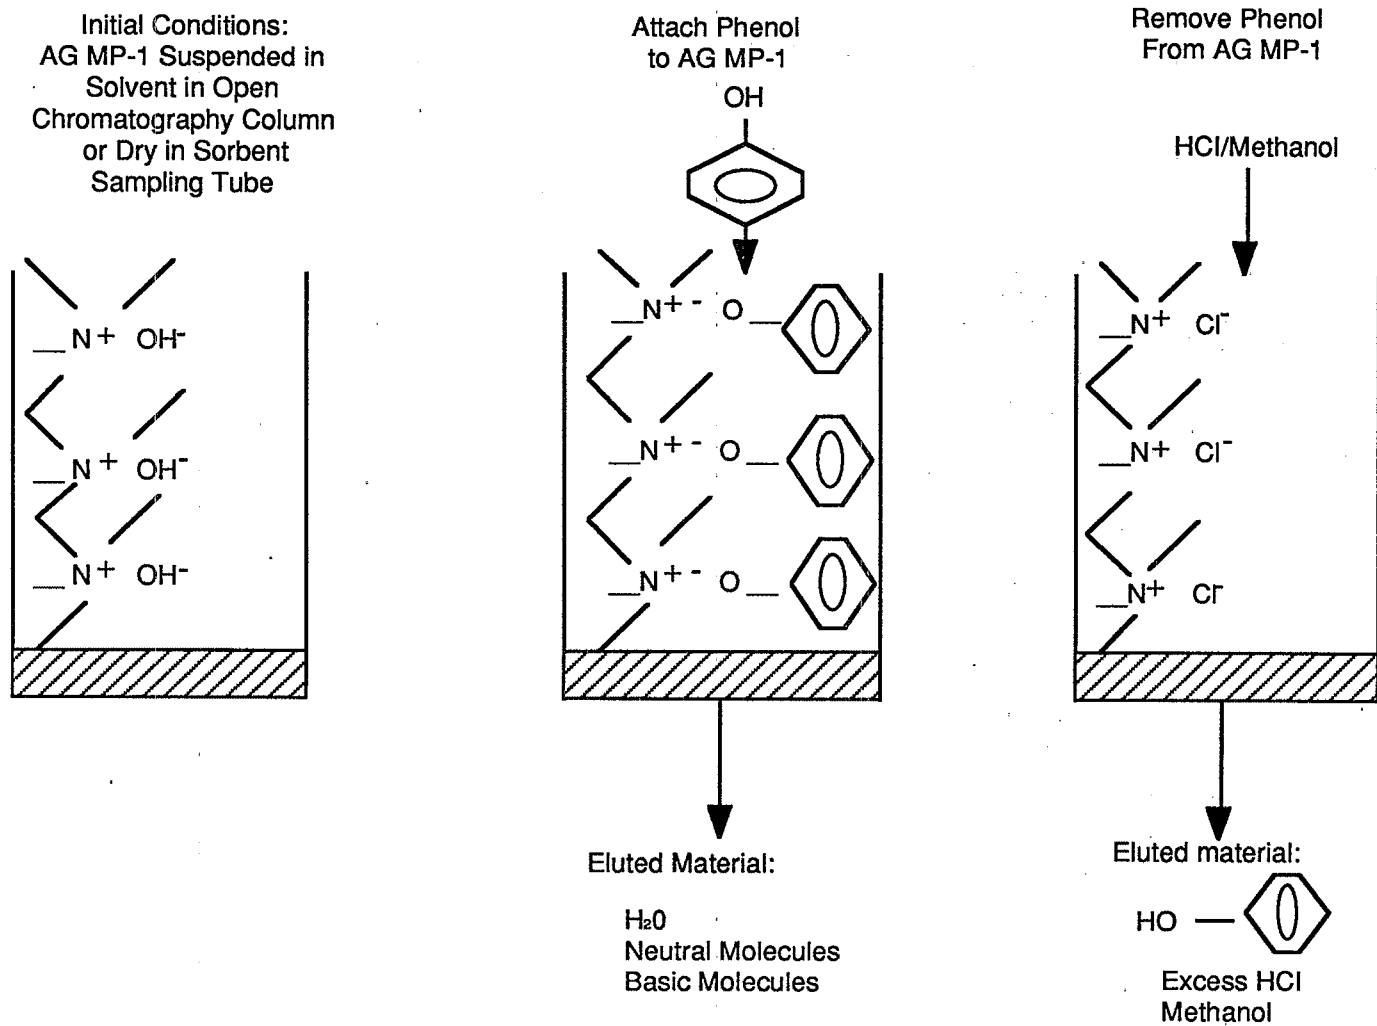 Initial Conditions:
AG MP-1 Suspended in
Solvent in Open
Chromatography Column
or Dry in Sorbent
Sampling Tube
N+ OH-
N+ OH-
N+ OH-
Attach Phenol
to AG MP-1
OH
N+ - O
N+ - O
N+ - O
Eluted Material:
H₂0
Neutral Molecules
Basic Molecules
Remove Phenol
From AG MP-1
HCl/Methanol
N+ Cl-
N+ Cl-
N+ Cl-
Eluted material:
HO
Excess HCl
Methanol